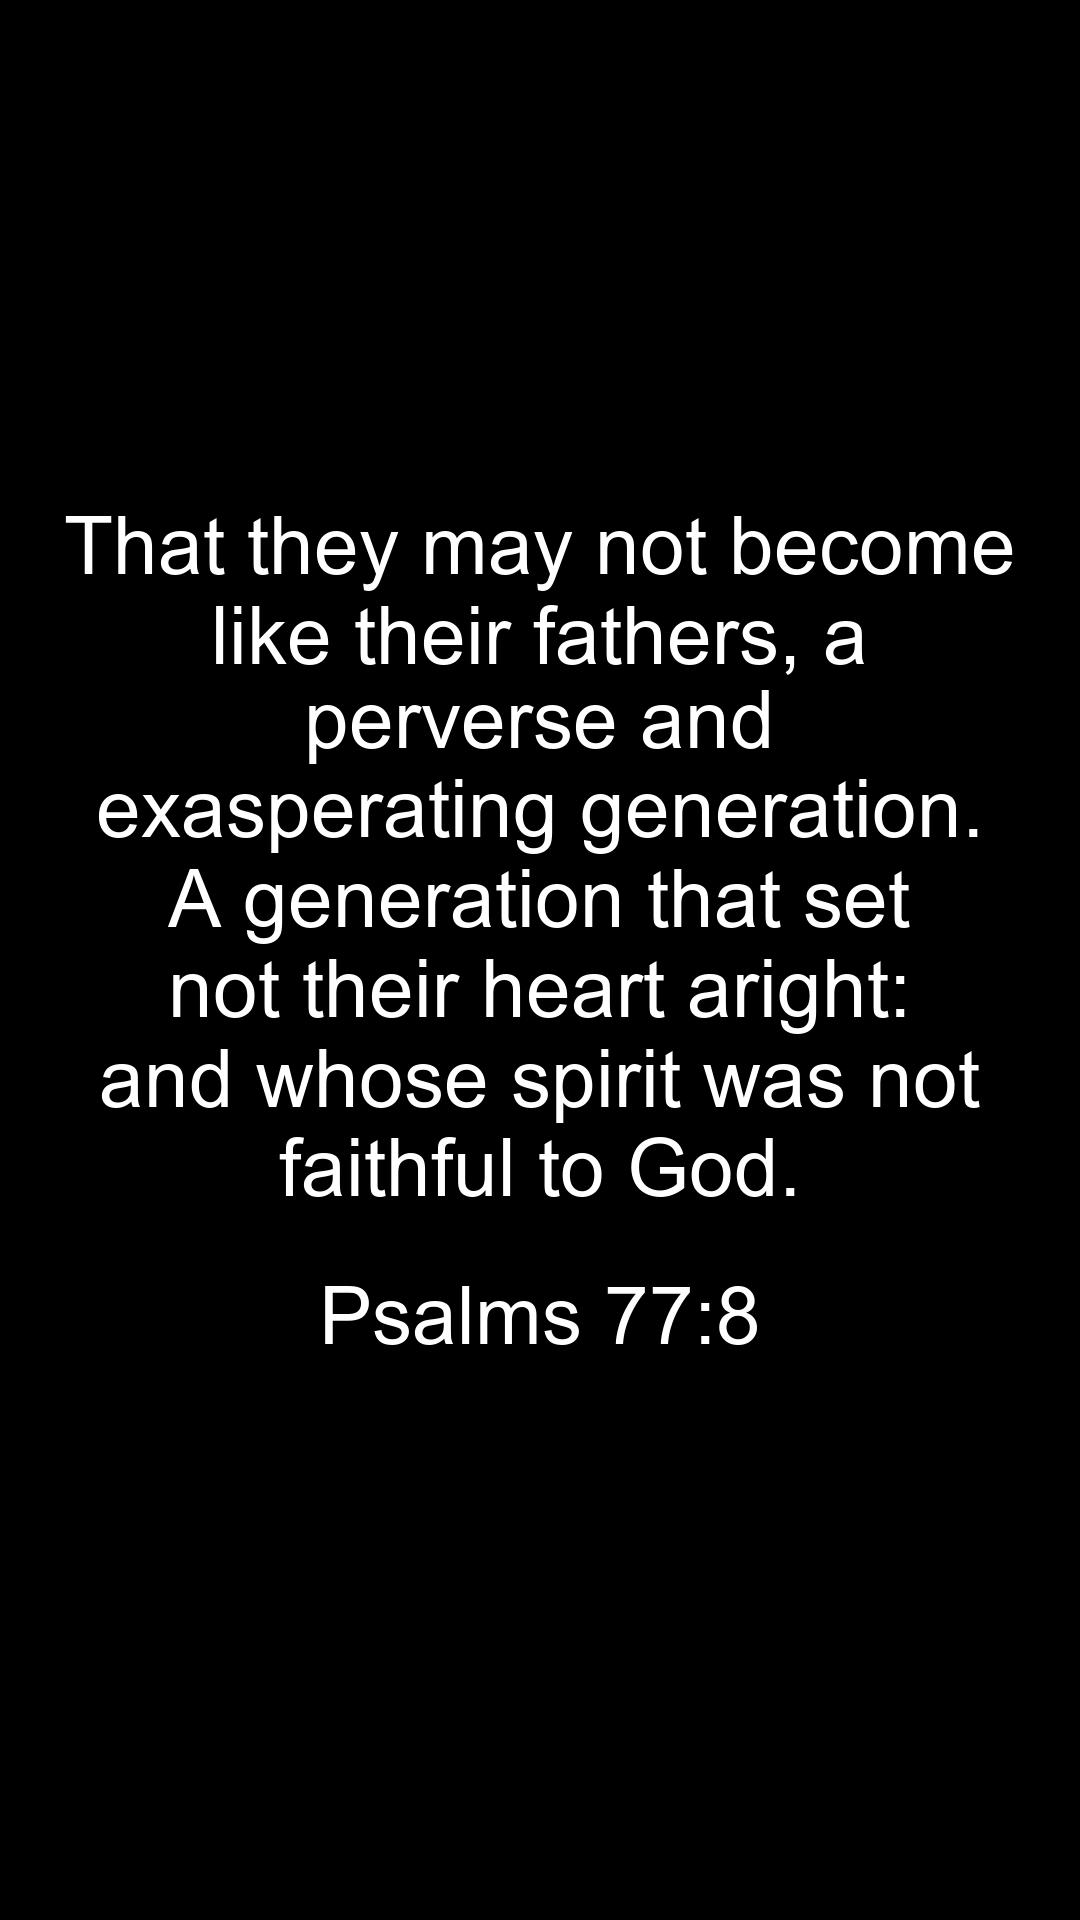 That they may not become
like their fathers, a
perverse and
exasperating generation.
A generation that set
not their heart aright:
and whose spirit was not
faithful to God.
Psalms 77:8